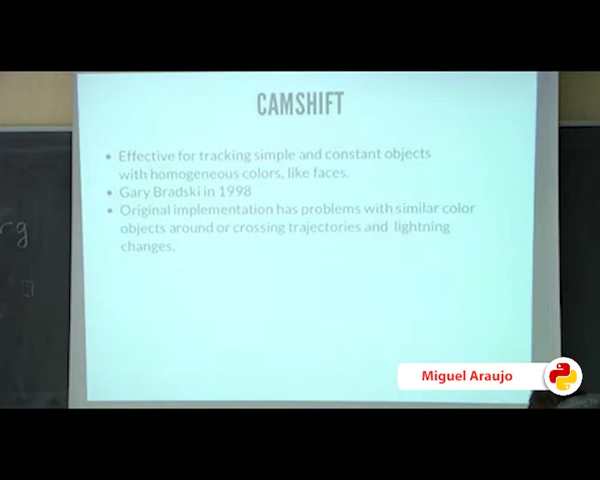 CAMSHIFT
• Effective for tracking simple and constant objects
with homogeneous colors, like faces.
• Gary Bradski in 1998
• Original implementation has problems with similar color
objects around or crossing trajectories and lightning
changes.
rg
Miguel Araujo